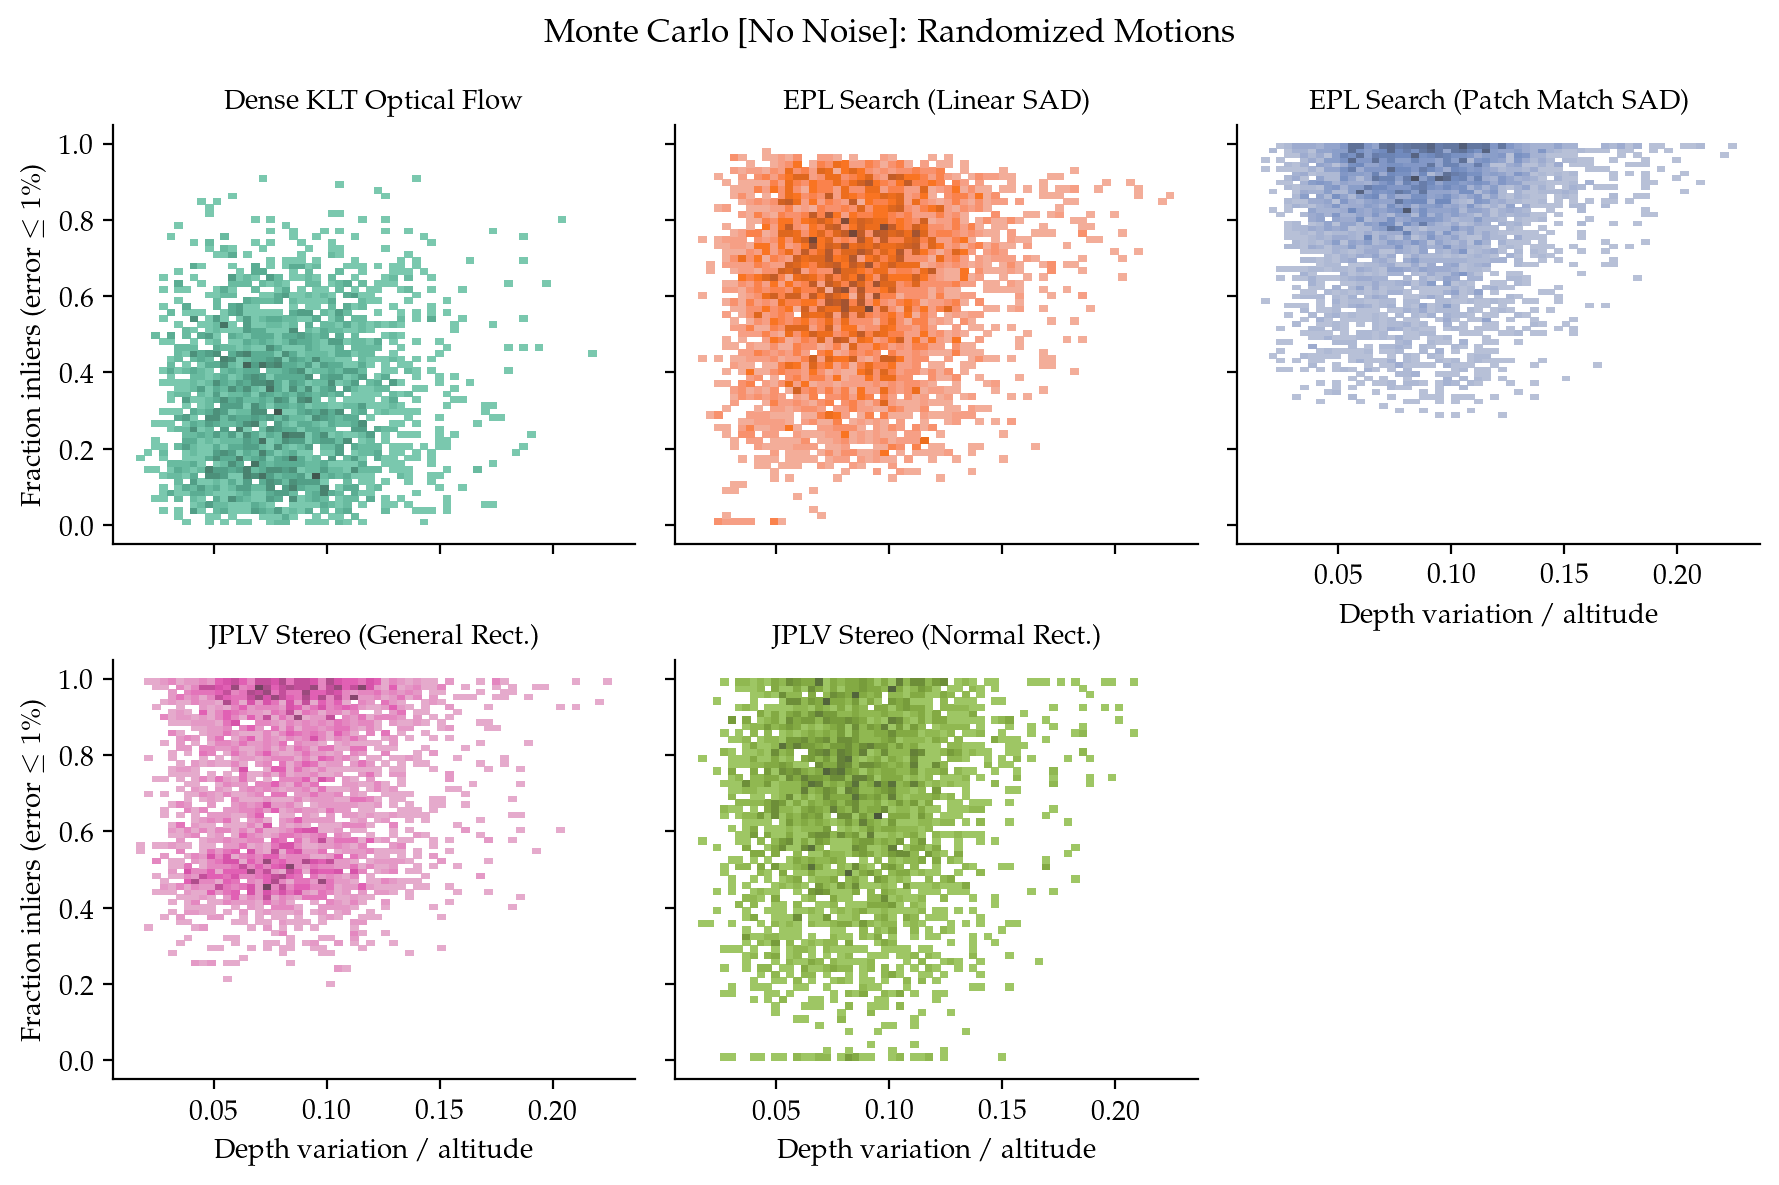 Monte Carlo [No Noise]: Randomized Motions
Dense KLT Optical Flow
EPL Search (Linear SAD)
EPL Search (Patch Match SAD)
Fraction inliers (error ≤ 1%)
1.0
0.8
0.6
0.4
0.2
0.0
0.05 0.10 0.15 0.20
Depth variation / altitude
JPLV Stereo (General Rect.)
JPLV Stereo (Normal Rect.)
Fraction inliers (error ≤ 1%)
1.0
0.8
0.6
0.4
0.2
0.0
0.05 0.10 0.15 0.20
Depth variation / altitude
0.05 0.10 0.15 0.20
Depth variation / altitude